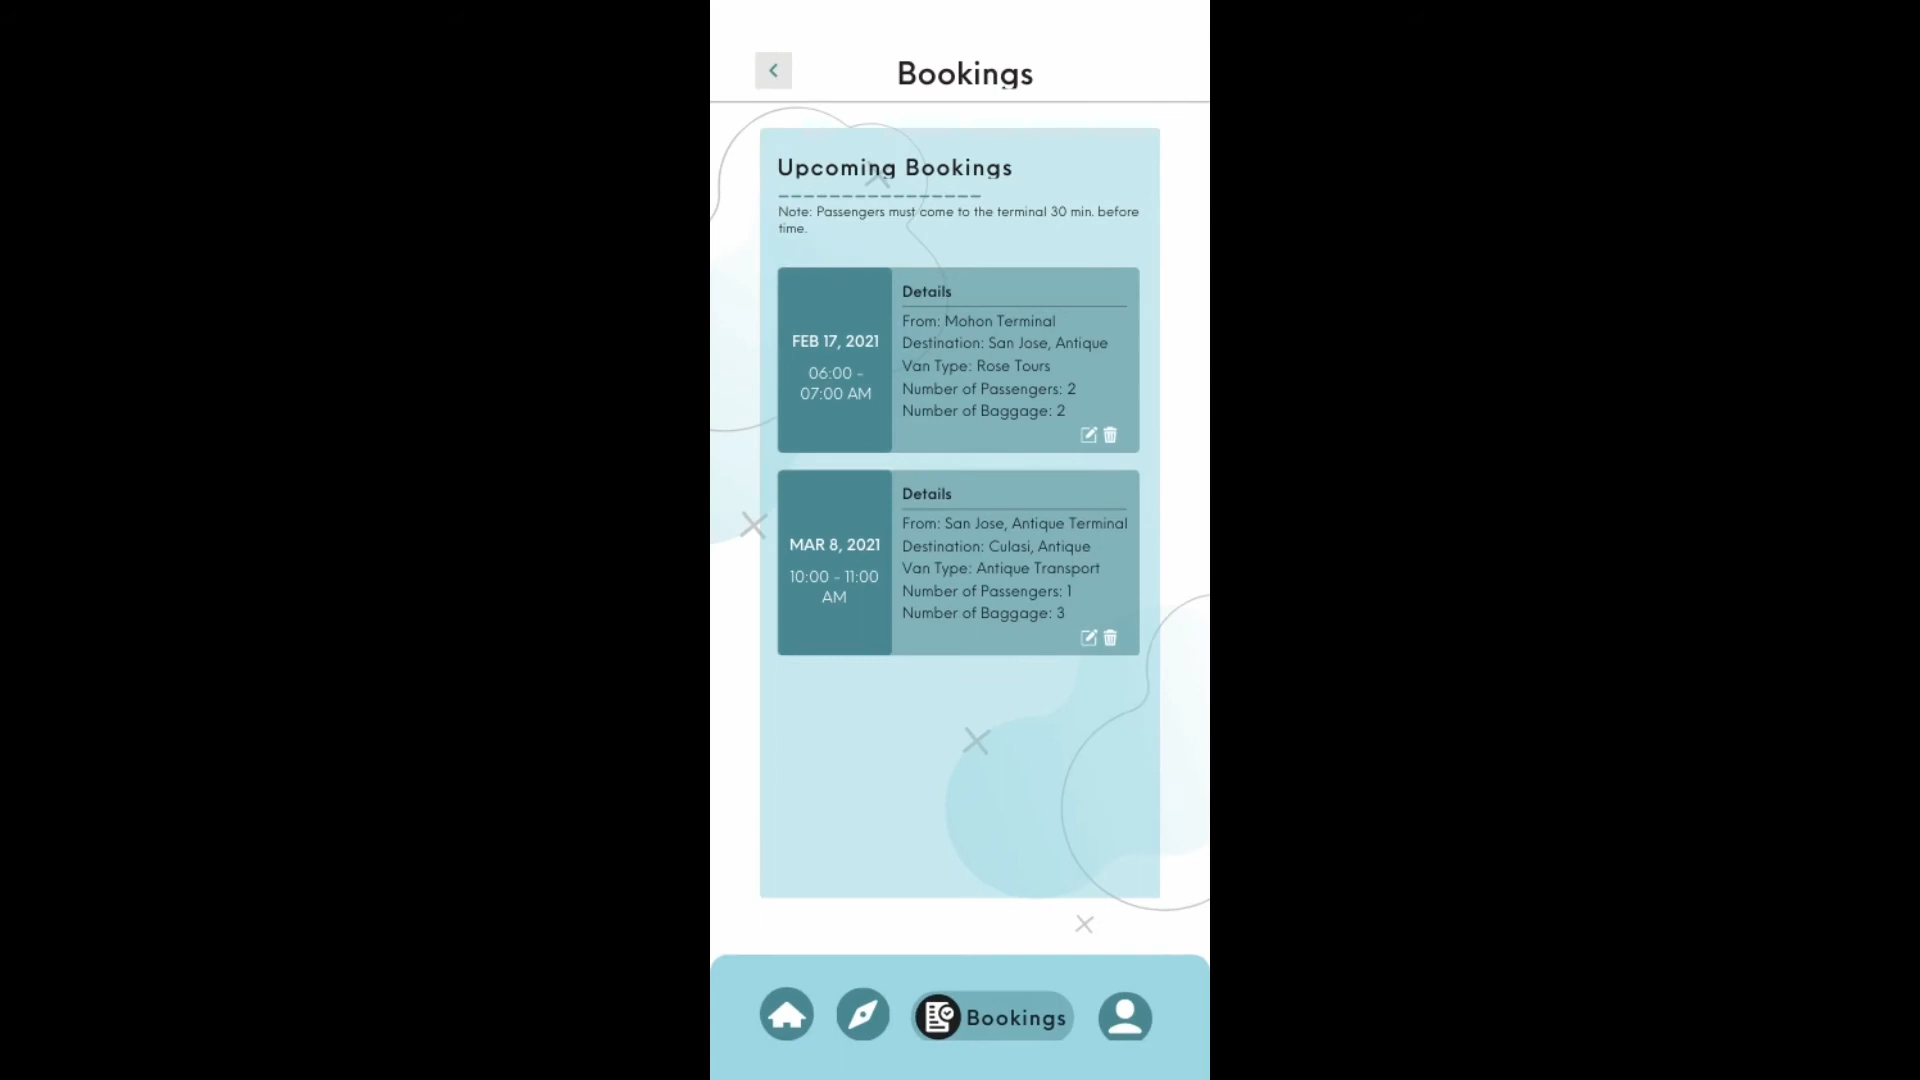 Bookings
Upcoming Bookings
Note: Passengers must come to the terminal 30 min. before
time.
FEB 17, 2021
06:00 -
07:00 AM
Details
From: Mohon Terminal
Destination: San Jose, Antique
Van Type: Rose Tours
Number of Passengers: 2
Number of Baggage: 2
MAR 8, 2021
10:00 - 11:00
AM
Details
From: San Jose, Antique Terminal
Destination: Culasi, Antique
Van Type: Antique Transport
Number of Passengers: 1
Number of Baggage: 3
Bookings